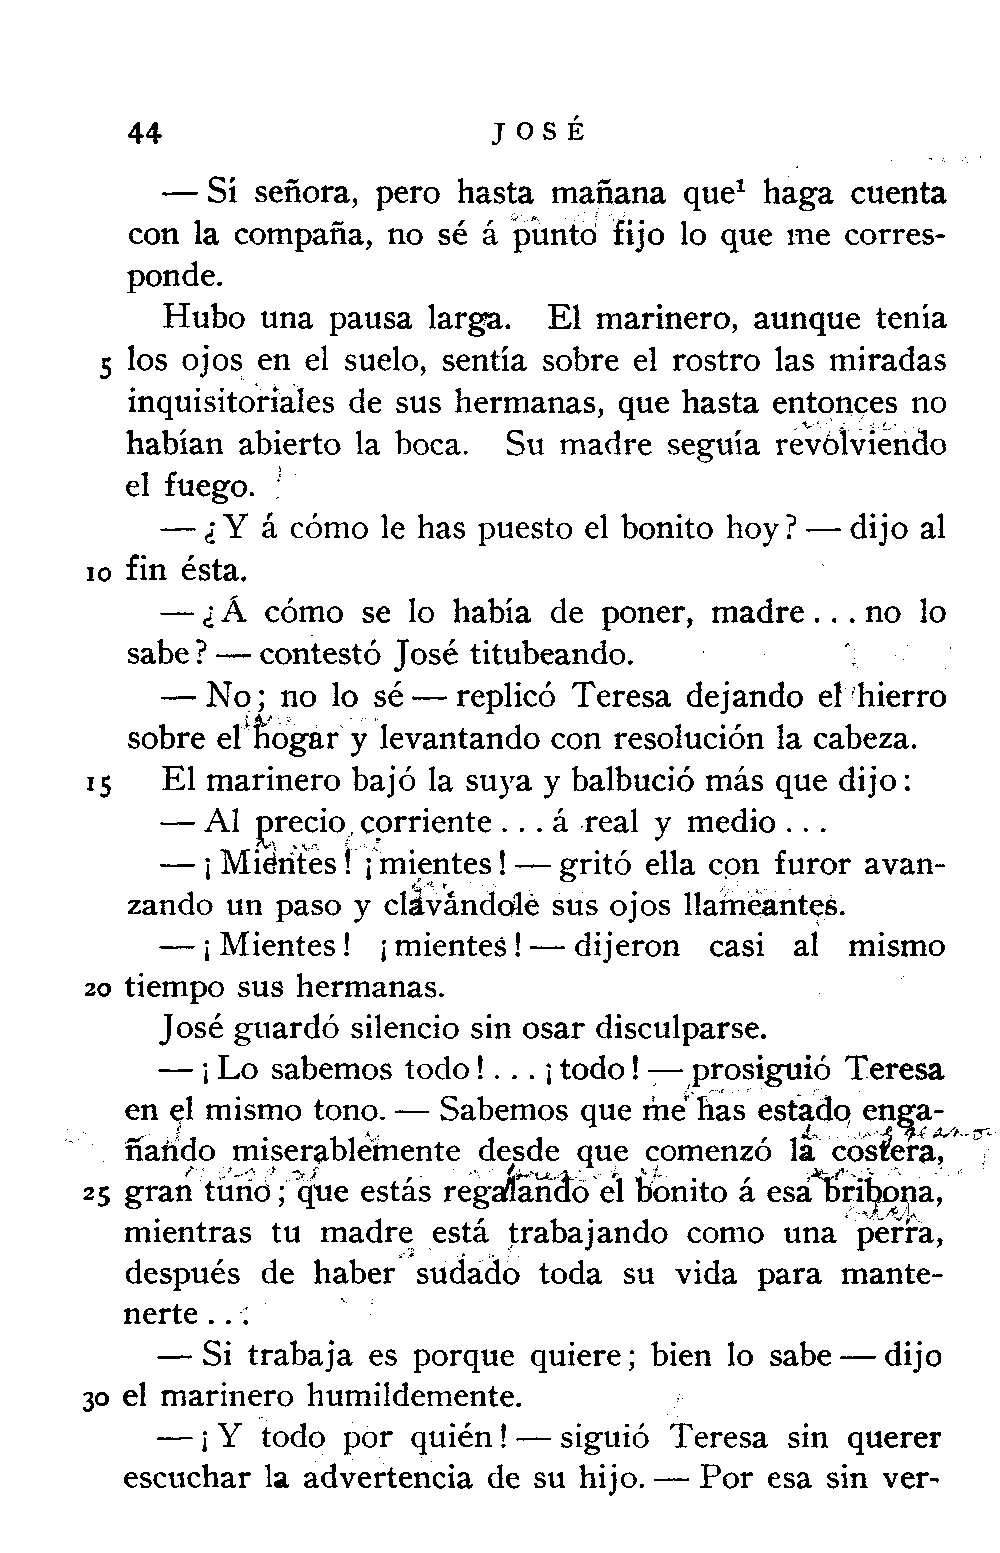 44 JOSÉ
— Sí señora, pero hasta mañana que¹ haga cuenta
con la compaña, no sé á punto fijo lo que me corres-
ponde.
Hubo una pausa larga. El marinero, aunque tenía
5 los ojos en el suelo, sentía sobre el rostro las miradas
inquisitoriales de sus hermanas, que hasta entonces no
habían abierto la boca. Su madre seguía revolviendo
el fuego.
— ¿Y á cómo le has puesto el bonito hoy? — dijo al
10 fin ésta.
— ¿Á cómo se lo había de poner, madre . . . no lo
sabe? — contestó José titubeando.
— No; no lo sé — replicó Teresa dejando el hierro
sobre el hogar y levantando con resolución la cabeza.
15 El marinero bajó la suya y balbució más que dijo:
— Al precio corriente . . . á real y medio . . .
— ¡Mientes! ¡mientes! — gritó ella con furor avan-
zando un paso y clavándole sus ojos llameantes.
— ¡Mientes! ¡mientes! — dijeron casi al mismo
20 tiempo sus hermanas.
José guardó silencio sin osar disculparse.
— ¡Lo sabemos todo! . . . ¡todo! — prosiguió Teresa
en el mismo tono. — Sabemos que me has estado enga-
ñando miserablemente desde que comenzó la costera,
25 gran tuno; que estás regalando el bonito á esa bribona,
mientras tu madre está trabajando como una perra,
después de haber sudado toda su vida para mante-
nerte . . .
— Si trabaja es porque quiere; bien lo sabe — dijo
30 el marinero humildemente.
— ¡Y todo por quién! — siguió Teresa sin querer
escuchar la advertencia de su hijo. — Por esa sin ver-